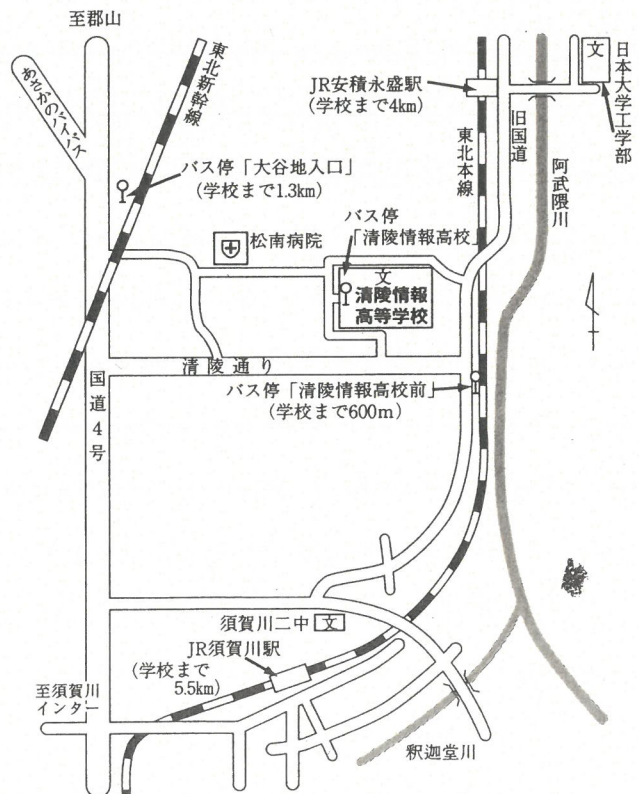 至郡山
あさかのバイパス
東北新幹線
JR安積永盛駅
(学校まで4km)
文
日本大学工学部
東北本線
旧国道
阿武隈川
バス停「大谷地入口」
(学校まで1.3km)
バス停
「清陵情報高校」
松南病院
文
清陵情報
高等学校
清陵通り
国道4号
バス停「清陵情報高校前」
(学校まで600m)
須賀川二中 文
JR須賀川駅
(学校まで
5.5km)
至須賀川
インター
釈迦堂川